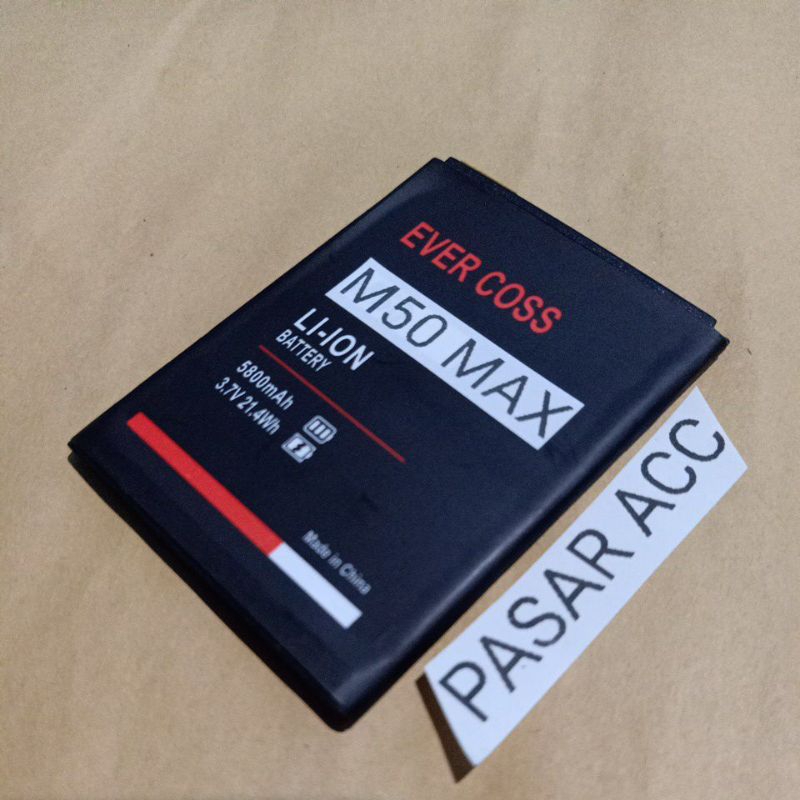 EVER COSS
M50 MAX
LI-ION
BATTERY
5800mAh
3.7V 21.4Wh
Made in China
PASAR ACC